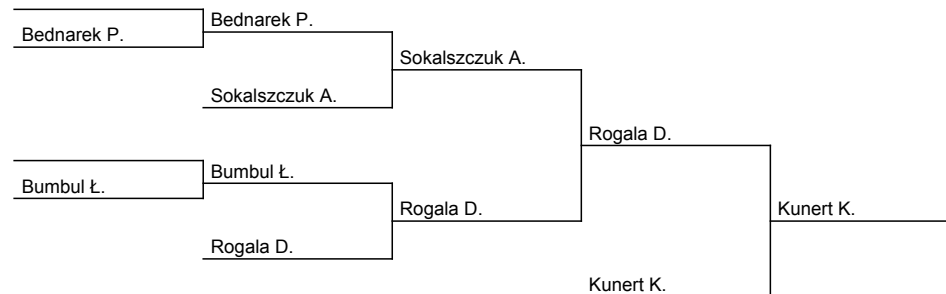 Bednarek P.
Bednarek P.
Sokalszczuk A.
Sokalszczuk A.
Rogala D.
Bumbul Ł.
Bumbul Ł.
Rogala D.
Kunert K.
Rogala D.
Kunert K.